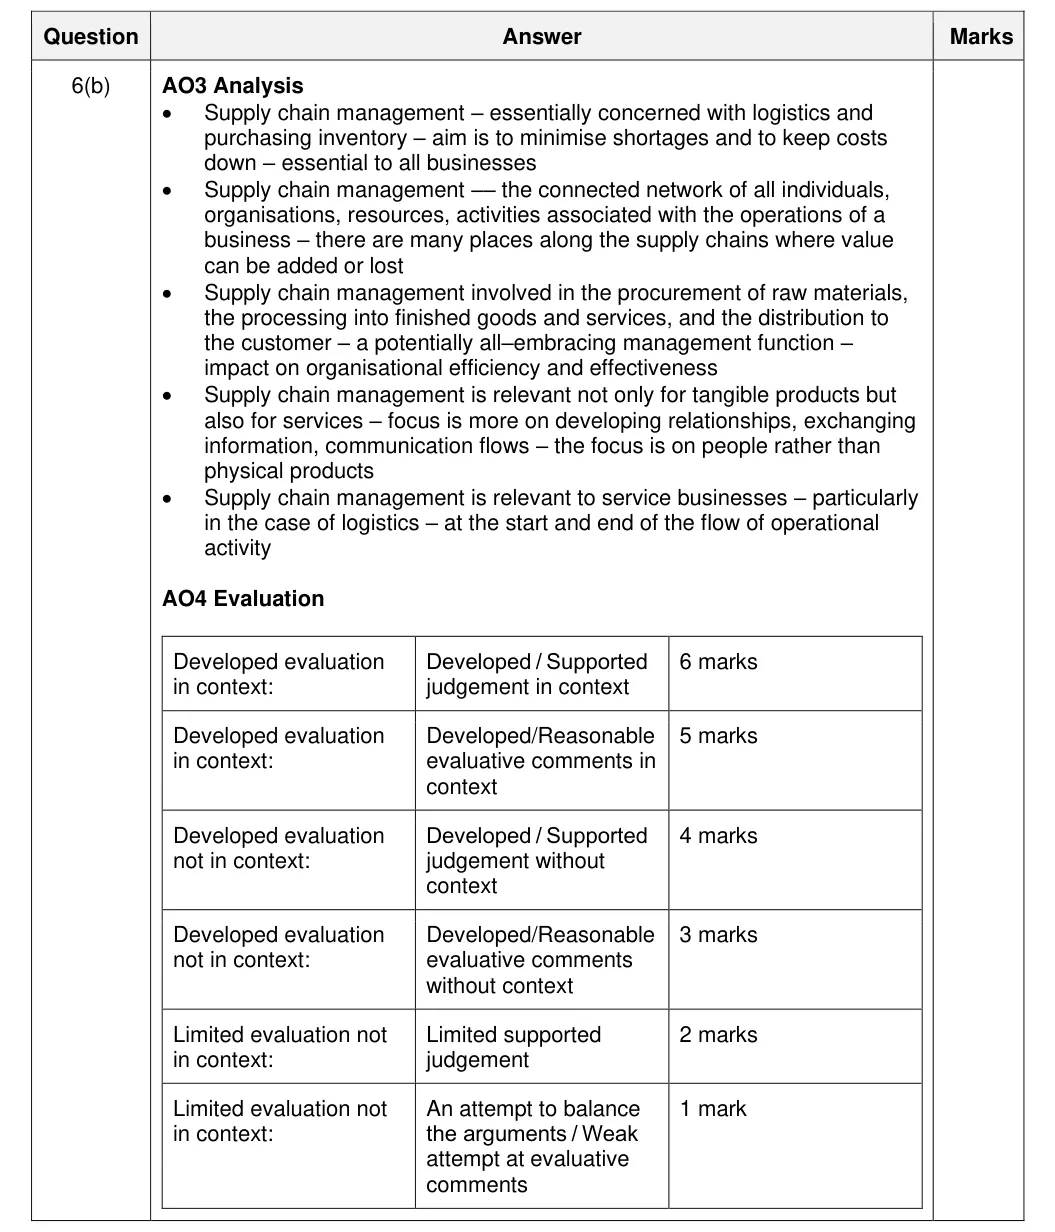 Question Answer Marks
6(b) AO3 Analysis
• Supply chain management – essentially concerned with logistics and
purchasing inventory – aim is to minimise shortages and to keep costs
down – essential to all businesses
• Supply chain management –– the connected network of all individuals,
organisations, resources, activities associated with the operations of a
business – there are many places along the supply chains where value
can be added or lost
• Supply chain management involved in the procurement of raw materials,
the processing into finished goods and services, and the distribution to
the customer – a potentially all–embracing management function –
impact on organisational efficiency and effectiveness
• Supply chain management is relevant not only for tangible products but
also for services – focus is more on developing relationships, exchanging
information, communication flows – the focus is on people rather than
physical products
• Supply chain management is relevant to service businesses – particularly
in the case of logistics – at the start and end of the flow of operational
activity
AO4 Evaluation
Developed evaluation
in context:
Developed / Supported
judgement in context
6 marks
Developed evaluation
in context:
Developed/Reasonable
evaluative comments in
context
5 marks
Developed evaluation
not in context:
Developed / Supported
judgement without
context
4 marks
Developed evaluation
not in context:
Developed/Reasonable
evaluative comments
without context
3 marks
Limited evaluation not
in context:
Limited supported
judgement
2 marks
Limited evaluation not
in context:
An attempt to balance
the arguments / Weak
attempt at evaluative
comments
1 mark